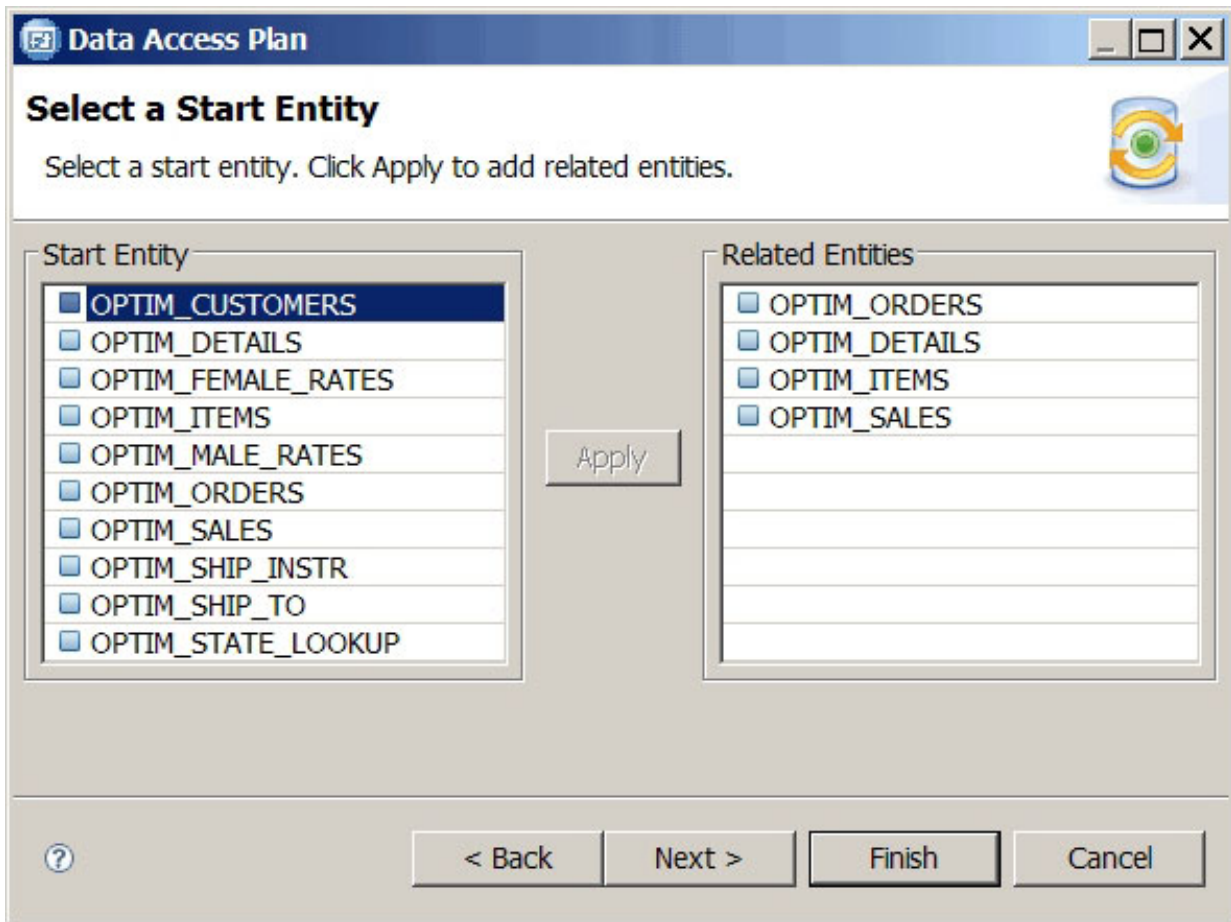 Data Access Plan
Select a Start Entity
Select a start entity. Click Apply to add related entities.
Start Entity
OPTIM_CUSTOMERS
OPTIM_DETAILS
OPTIM_FEMALE_RATES
OPTIM_ITEMS
OPTIM_MALE_RATES
OPTIM_ORDERS
OPTIM_SALES
OPTIM_SHIP_INSTR
OPTIM_SHIP_TO
OPTIM_STATE_LOOKUP
Apply
Related Entities
OPTIM_ORDERS
OPTIM_DETAILS
OPTIM_ITEMS
OPTIM_SALES
?
< Back
Next >
Finish
Cancel